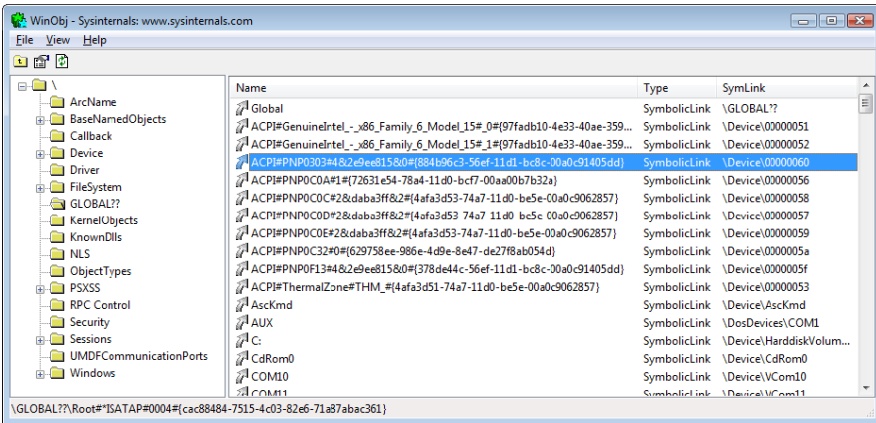 WinObj - Sysinternals: www.sysinternals.com
File View Help
\
ArcName
BaseNamedObjects
Callback
Device
Driver
FileSystem
GLOBAL??
KernelObjects
KnownDlls
NLS
ObjectTypes
PSXSS
RPC Control
Security
Sessions
UMDFCommunicationPorts
Windows
Name Type SymLink
Global SymbolicLink \GLOBAL??
ACPI#GenuineIntel_-_x86_Family_6_Model_15#_0#{97fadb10-4e33-40ae-359... SymbolicLink \Device\00000051
ACPI#GenuineIntel_-_x86_Family_6_Model_15#_1#{97fadb10-4e33-40ae-359... SymbolicLink \Device\00000052
ACPI#PNP0303#4&2e9ee815&0#{884b96c3-56ef-11d1-bc8c-00a0c91405dd} SymbolicLink \Device\00000060
ACPI#PNP0C0A#1#{72631e54-78a4-11d0-bcf7-00aa00b7b32a} SymbolicLink \Device\00000056
ACPI#PNP0C0C#2&daba3ff&2#{4afa3d53-74a7-11d0-be5e-00a0c9062857} SymbolicLink \Device\00000058
ACPI#PNP0C0D#2&daba3ff&2#{4afa3d53-74a7-11d0-be5e-00a0c9062857} SymbolicLink \Device\00000057
ACPI#PNP0C0E#2&daba3ff&2#{4afa3d53-74a7-11d0-be5e-00a0c9062857} SymbolicLink \Device\00000059
ACPI#PNP0C32#0#{629758ee-986e-4d9e-8e47-de27f8ab054d} SymbolicLink \Device\0000005a
ACPI#PNP0F13#4&2e9ee815&0#{378de44c-56ef-11d1-bc8c-00a0c91405dd} SymbolicLink \Device\0000005f
ACPI#ThermalZone#THM_#{4afa3d51-74a7-11d0-be5e-00a0c9062857} SymbolicLink \Device\00000053
AscKmd SymbolicLink \Device\AscKmd
AUX SymbolicLink \DosDevices\COM1
C: SymbolicLink \Device\HarddiskVolum...
CdRom0 SymbolicLink \Device\CdRom0
COM10 SymbolicLink \Device\VCom10
COM11 SymbolicLink \Device\VCom11
\GLOBAL??\Root#*ISATAP#0004#{cac88484-7515-4c03-82e6-71a87abac361}